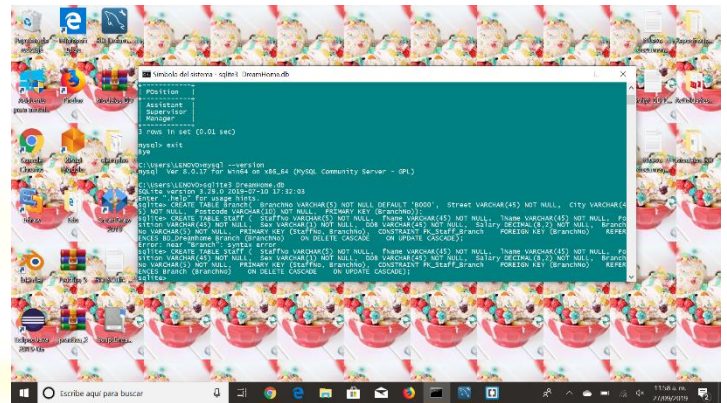 Símbolo del sistema - sqlite3 DreamHome.db
POsition
Assistant
Supervisor
Manager
3 rows in set (0.01 sec)
mysql> exit
Bye
C:\Users\LENOVO>mysql --version
mysql Ver 8.0.17 for Win64 on x86_64 (MySQL Community Server - GPL)
C:\Users\LENOVO>sqlite3 DreamHome.db
SQLite version 3.29.0 2019-07-10 17:32:03
Enter ".help" for usage hints.
sqlite> CREATE TABLE Branch( BranchNo VARCHAR(5) NOT NULL DEFAULT 'B000', Street VARCHAR(45) NOT NULL, City VARCHAR(4
5) NOT NULL, Postcode VARCHAR(10) NOT NULL, PRIMARY KEY (BranchNo));
sqlite> CREATE TABLE Staff ( StaffNo VARCHAR(5) NOT NULL, fName VARCHAR(45) NOT NULL, lName VARCHAR(45) NOT NULL, Po
sition VARCHAR(45) NOT NULL, Sex VARCHAR(1) NOT NULL, DOB VARCHAR(45) NOT NULL, Salary DECIMAL(8,2) NOT NULL, Branch
No VARCHAR(5) NOT NULL, PRIMARY KEY (StaffNo, BranchNo), CONSTRAINT FK_Staff_Branch FOREIGN KEY (BranchNo) REFER
ENCES BD_DreamHome Branch (BranchNo) ON DELETE CASCADE ON UPDATE CASCADE);
Error: near "Branch": syntax error
sqlite> CREATE TABLE Staff ( StaffNo VARCHAR(5) NOT NULL, fName VARCHAR(45) NOT NULL, lName VARCHAR(45) NOT NULL, Po
sition VARCHAR(45) NOT NULL, Sex VARCHAR(1) NOT NULL, DOB VARCHAR(45) NOT NULL, Salary DECIMAL(8,2) NOT NULL, Branch
No VARCHAR(5) NOT NULL, PRIMARY KEY (StaffNo, BranchNo), CONSTRAINT FK_Staff_Branch FOREIGN KEY (BranchNo) REFER
ENCES Branch (BranchNo) ON DELETE CASCADE ON UPDATE CASCADE);
sqlite>
Firefox
Escribe aquí para buscar
11:58 a. m.
27/09/2019